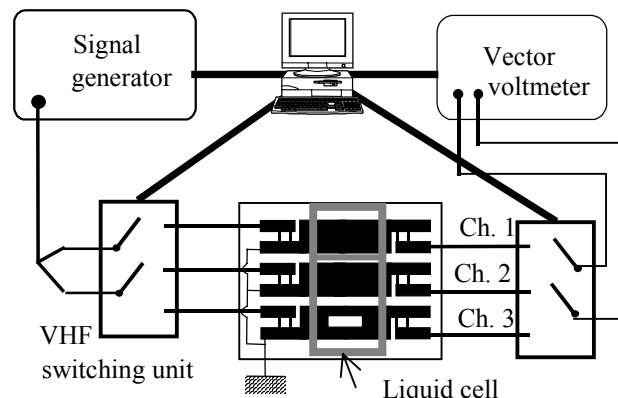 Signal
generator
Vector
voltmeter
Ch. 1
Ch. 2
Ch. 3
VHF
switching unit
Liquid cell